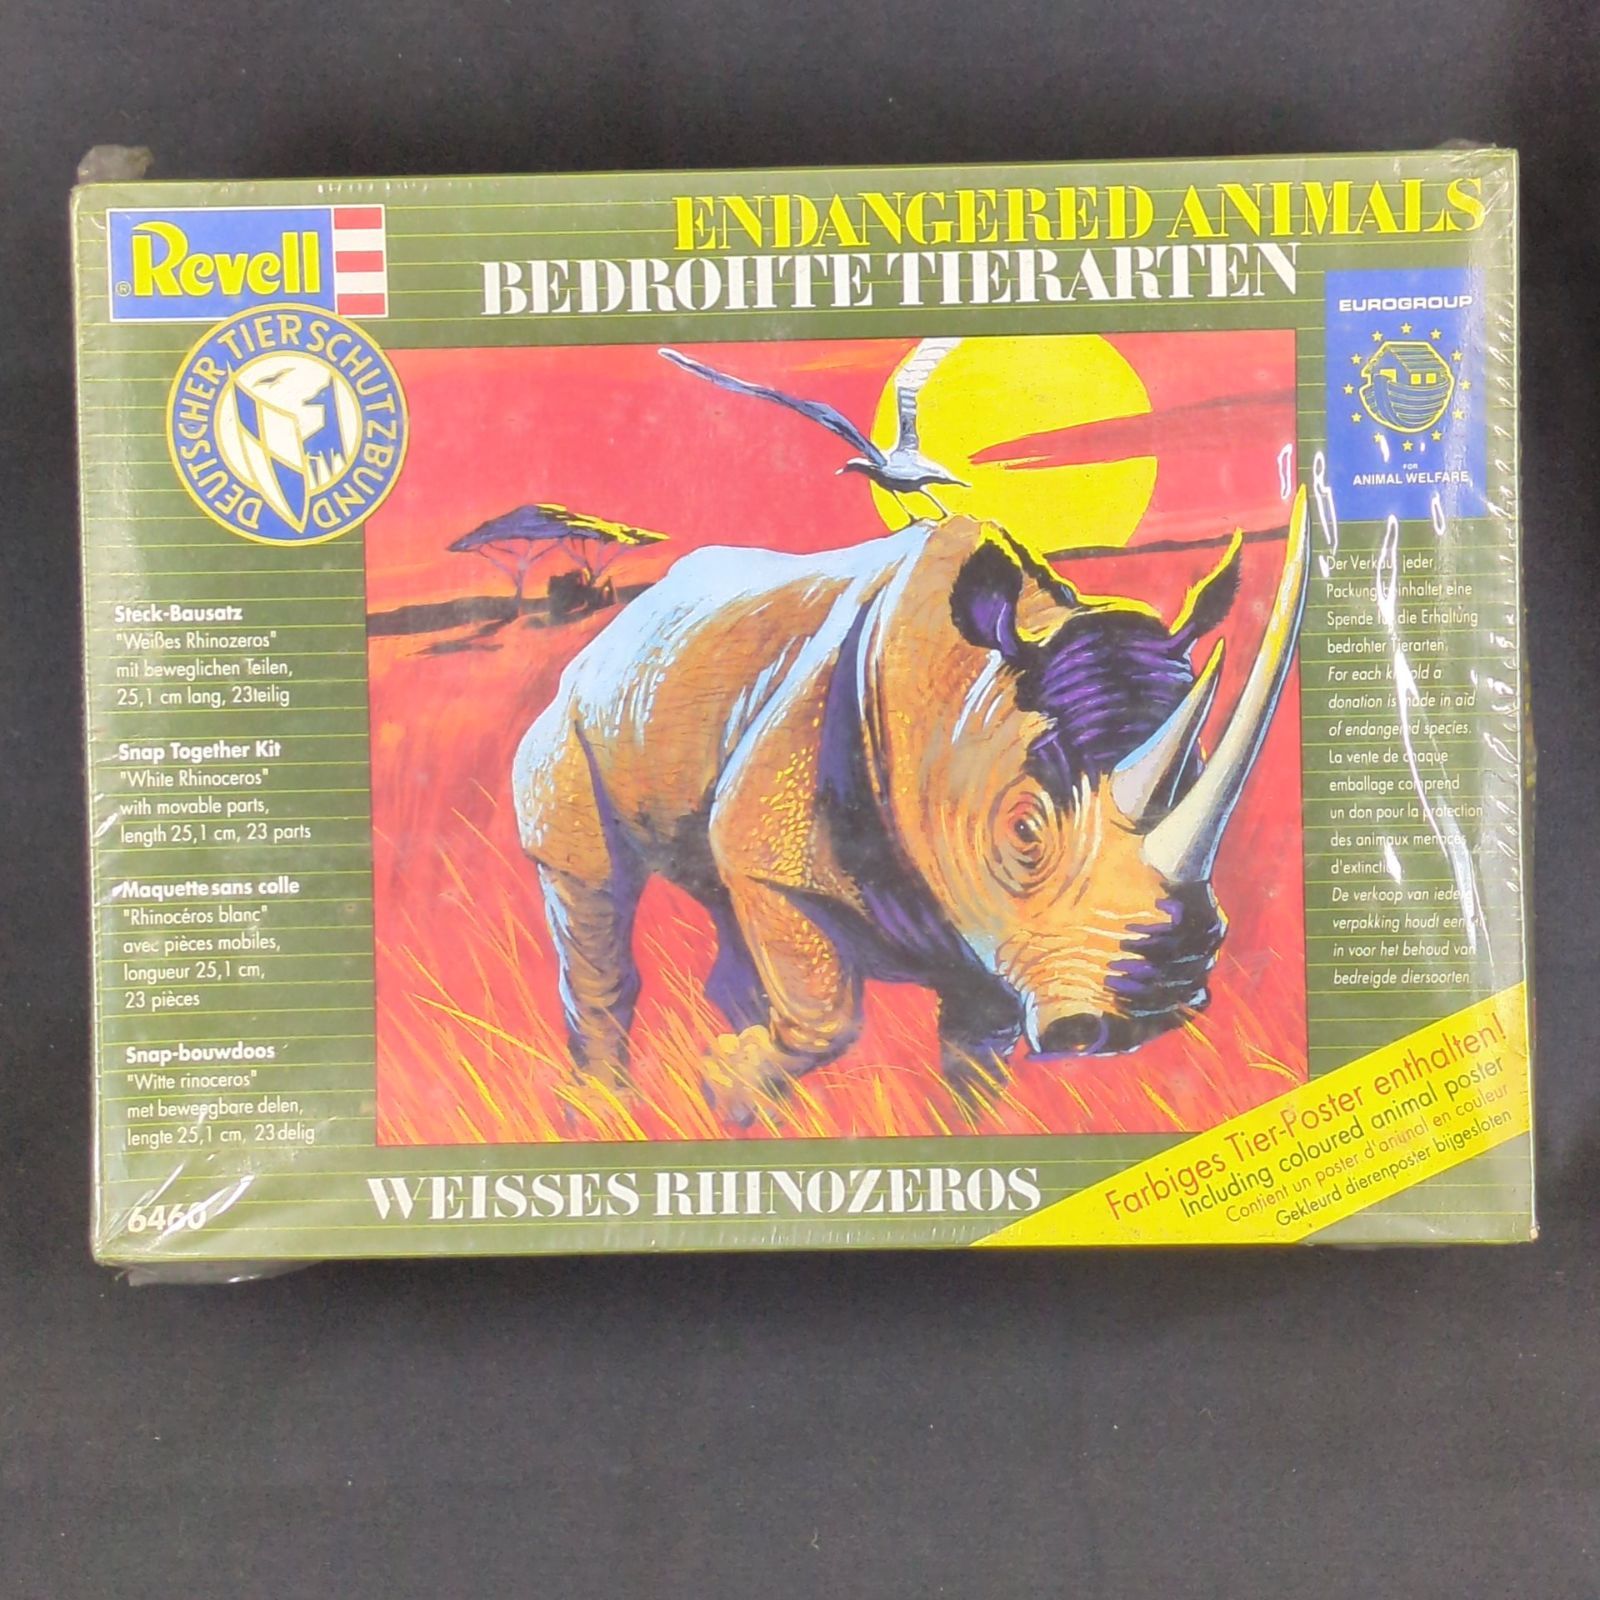 ENDANGERED ANIMALS
BEDROHTE TIERARTEN
Revell
®
DEUTSCHER TIERSCHUTZBUND
EUROGROUP
FOR
ANIMAL WELFARE
Steck-Bausatz
"Weißes Rhinozeros"
mit beweglichen Teilen,
25,1 cm lang, 23teilig
Snap Together Kit
"White Rhinoceros"
with movable parts,
length 25,1 cm, 23 parts
Maquette sans colle
"Rhinocéros blanc"
avec pièces mobiles,
longueur 25,1 cm,
23 pièces
Snap-bouwdoos
"Witte rinoceros"
met beweegbare delen,
lengte 25,1 cm, 23 delig
6460
Der Verkauf jeder
Packung beinhaltet eine
Spende für die Erhaltung
bedrohter Tierarten.
For each kit sold a
donation is made in aid
of endangered species.
La vente de chaque
emballage comprend
un don pour la protection
des animaux menacés
d'extinction.
De verkoop van iedere
verpakking houdt een
in voor het behoud van
bedreigde diersoorten.
WEISSES RHINOZEROS
Farbiges Tier-Poster enthalten!
Including coloured animal poster
Contient un poster d'animal en couleur
Gekleurd dierenposter bijgesloten